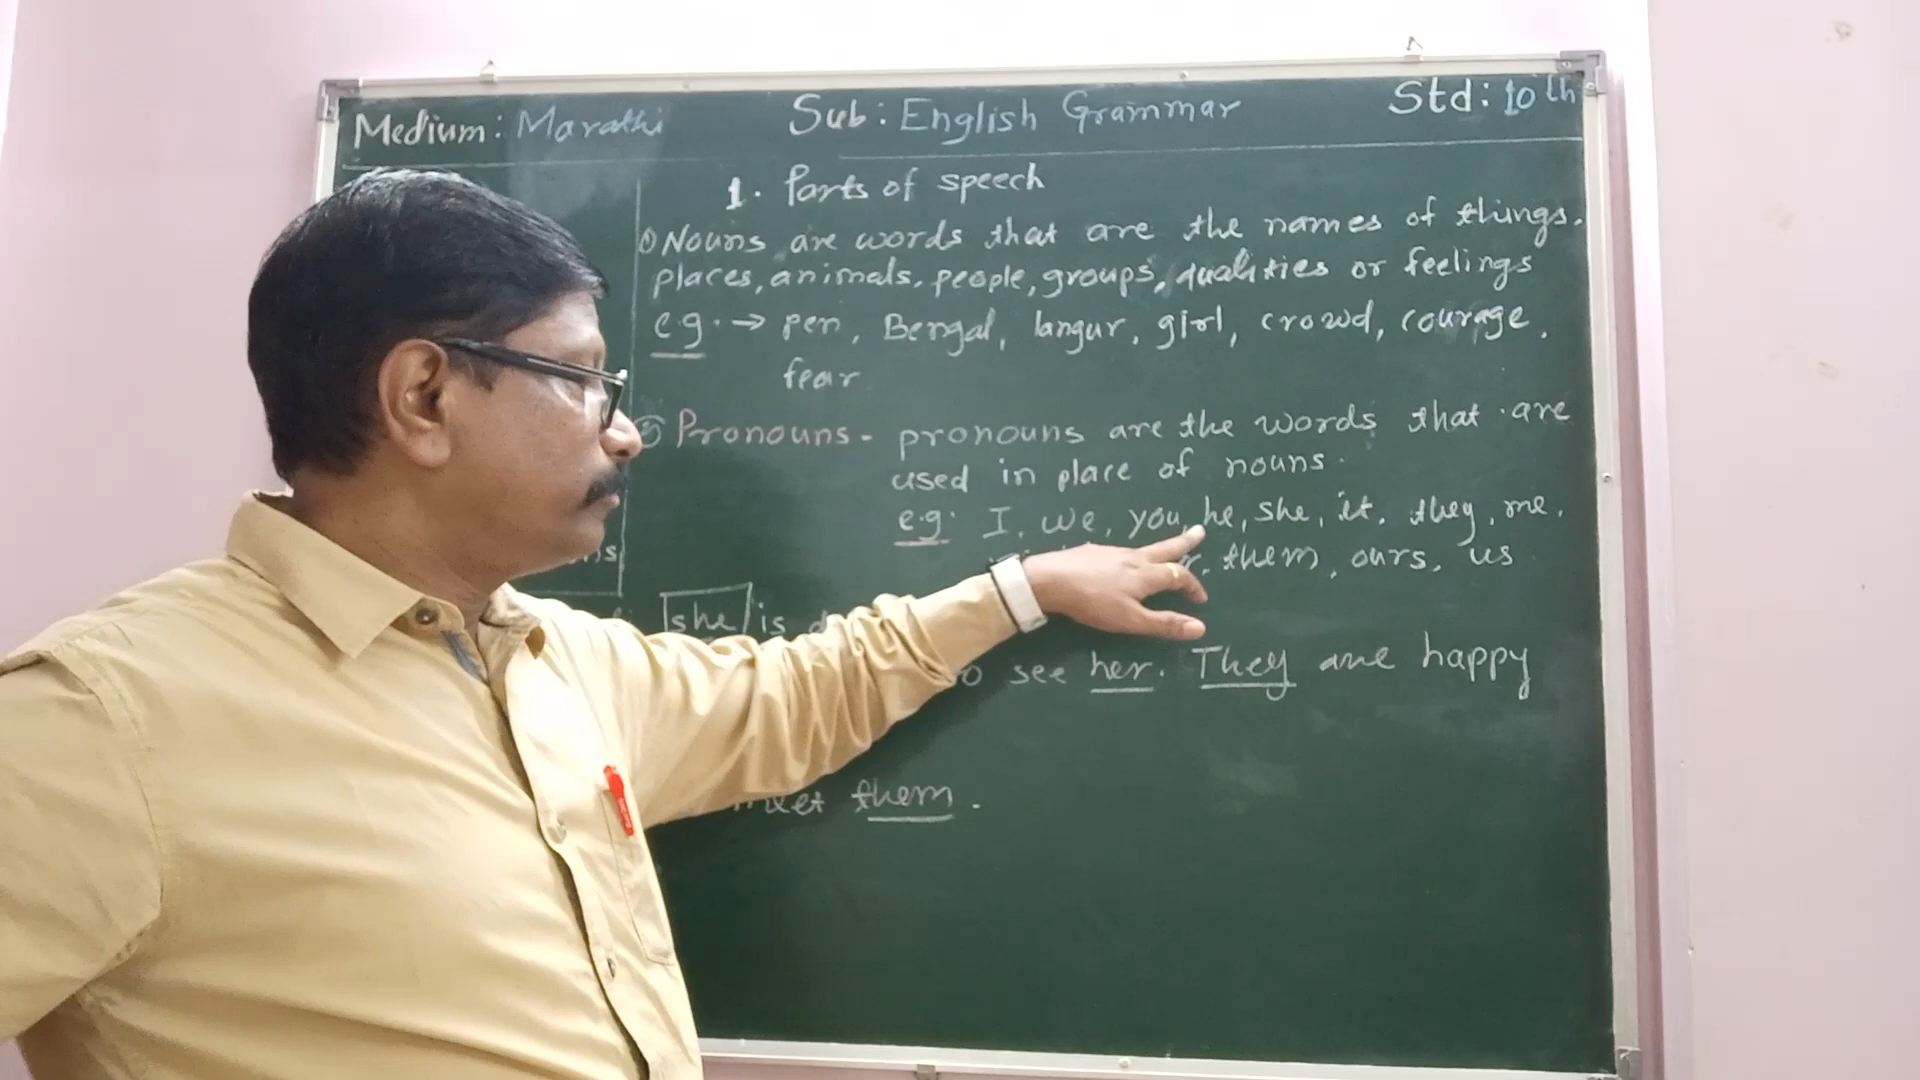 Medium: Marathi Sub: English Grammar Std: 10th
1. Parts of speech
① Nouns are words that are the names of things,
places, animals, people, groups, qualities or feelings
e.g. → pen, Bengal, langur, girl, crowd, courage,
fear
② Pronouns - pronouns are the words that are
used in place of nouns.
e.g. I, we, you, he, she, it, they, me,
them, ours, us
she is
see her. They are happy
meet them.